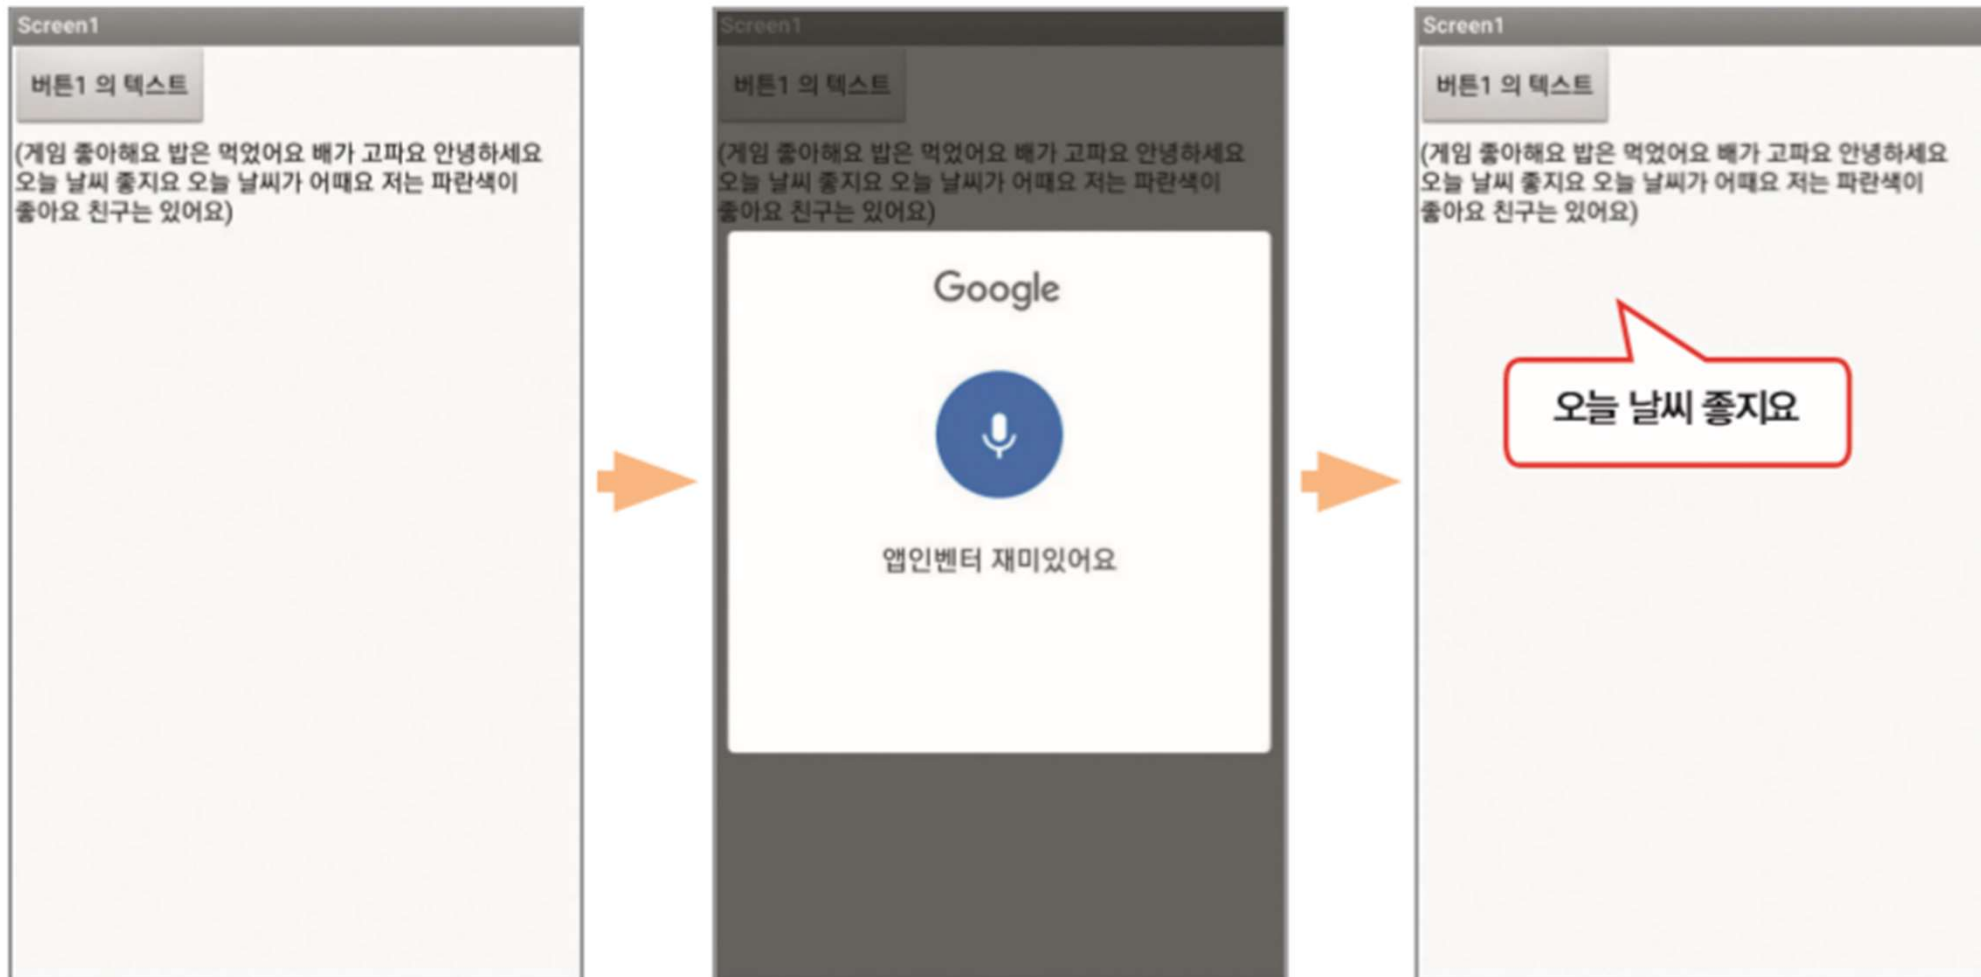 Screen1
버튼1 의 텍스트
(게임 좋아해요 밥은 먹었어요 배가 고파요 안녕하세요
오늘 날씨 좋지요 오늘 날씨가 어때요 저는 파란색이
좋아요 친구는 있어요)
Screen1
버튼1 의 텍스트
(게임 좋아해요 밥은 먹었어요 배가 고파요 안녕하세요
오늘 날씨 좋지요 오늘 날씨가 어때요 저는 파란색이
좋아요 친구는 있어요)
Google
앱인벤터 재미있어요
Screen1
버튼1 의 텍스트
(게임 좋아해요 밥은 먹었어요 배가 고파요 안녕하세요
오늘 날씨 좋지요 오늘 날씨가 어때요 저는 파란색이
좋아요 친구는 있어요)
오늘 날씨 좋지요